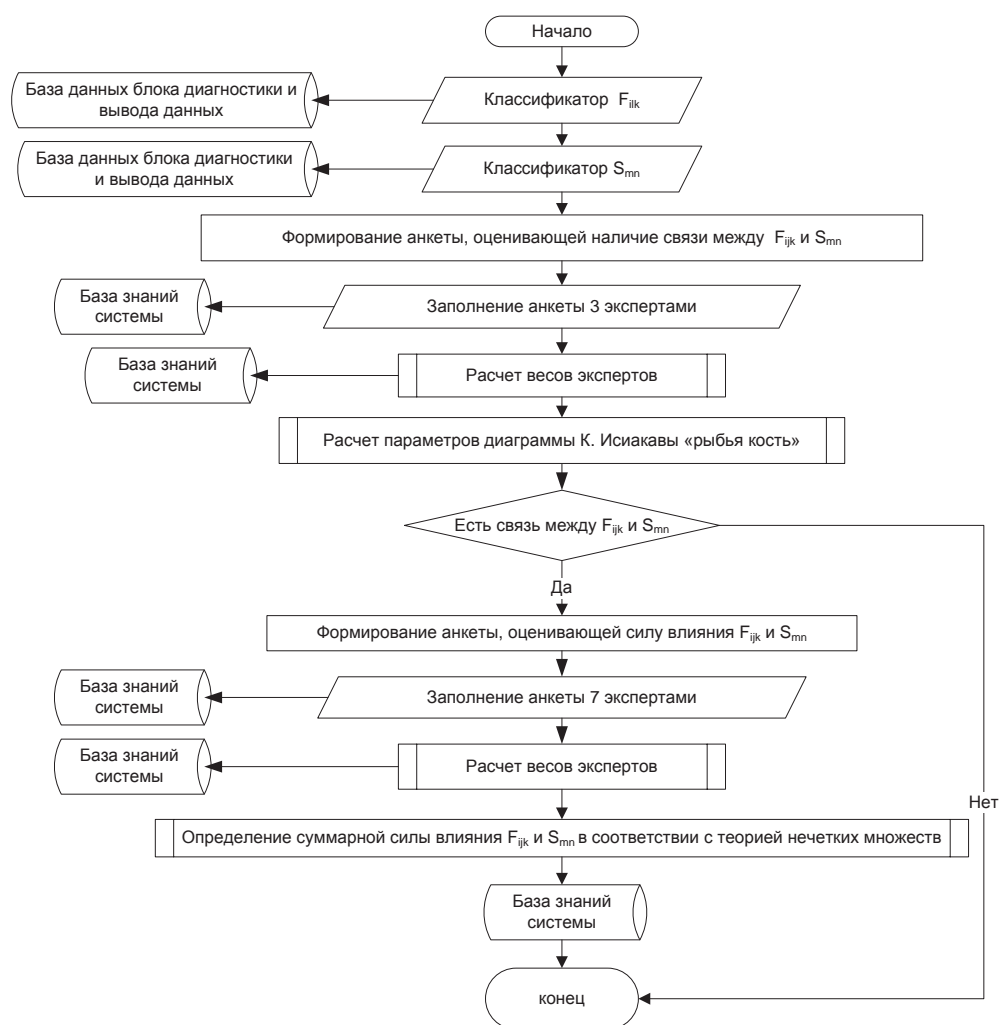 Начало
База данных блока диагностики и
вывода данных
Классификатор F_ilk
База данных блока диагностики
и вывода данных
Классификатор S_mn
Формирование анкеты, оценивающей наличие связи между F_ijk и S_mn
База знаний
системы
Заполнение анкеты 3 экспертами
База знаний
системы
Расчет весов экспертов
Расчет параметров диаграммы К. Исиакавы «рыбья кость»
Есть связь между F_ijk и S_mn
Да
Формирование анкеты, оценивающей силу влияния F_ijk и S_mn
База знаний
системы
Заполнение анкеты 7 экспертами
База знаний
системы
Расчет весов экспертов
Нет
Определение суммарной силы влияния F_ijk и S_mn в соответствии с теорией нечетких множеств
База знаний
системы
конец